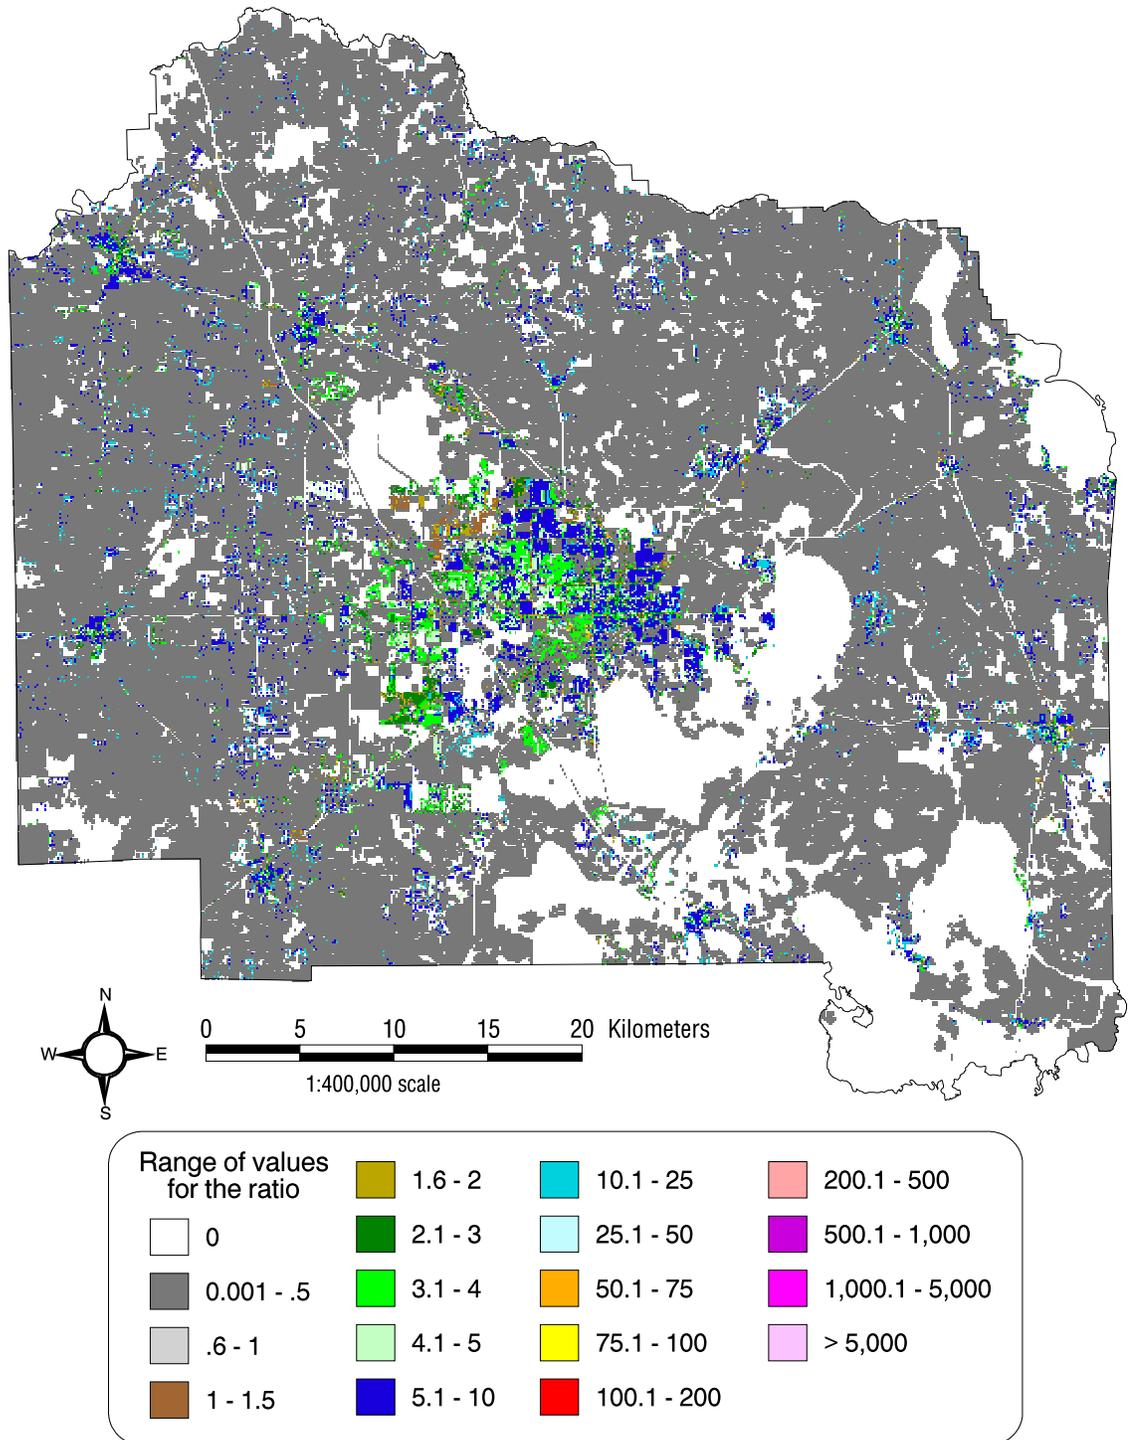 N
W E
S
0 5 10 15 20 Kilometers
1:400,000 scale
Range of values
for the ratio
0
0.001 - .5
.6 - 1
1 - 1.5
1.6 - 2
2.1 - 3
3.1 - 4
4.1 - 5
5.1 - 10
10.1 - 25
25.1 - 50
50.1 - 75
75.1 - 100
100.1 - 200
200.1 - 500
500.1 - 1,000
1,000.1 - 5,000
> 5,000